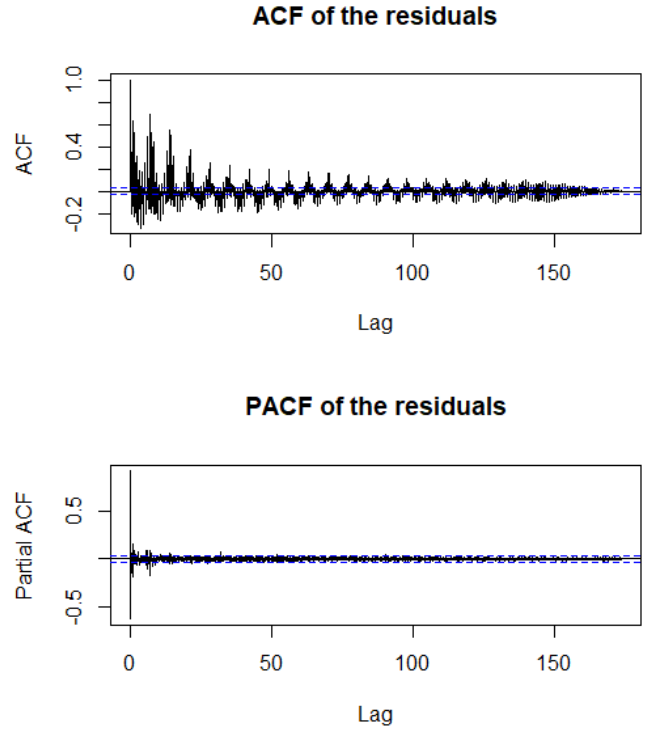 ACF of the residuals
ACF
1.0
0.4
-0.2
0
50
100
150
Lag
PACF of the residuals
Partial ACF
0.5
-0.5
0
50
100
150
Lag